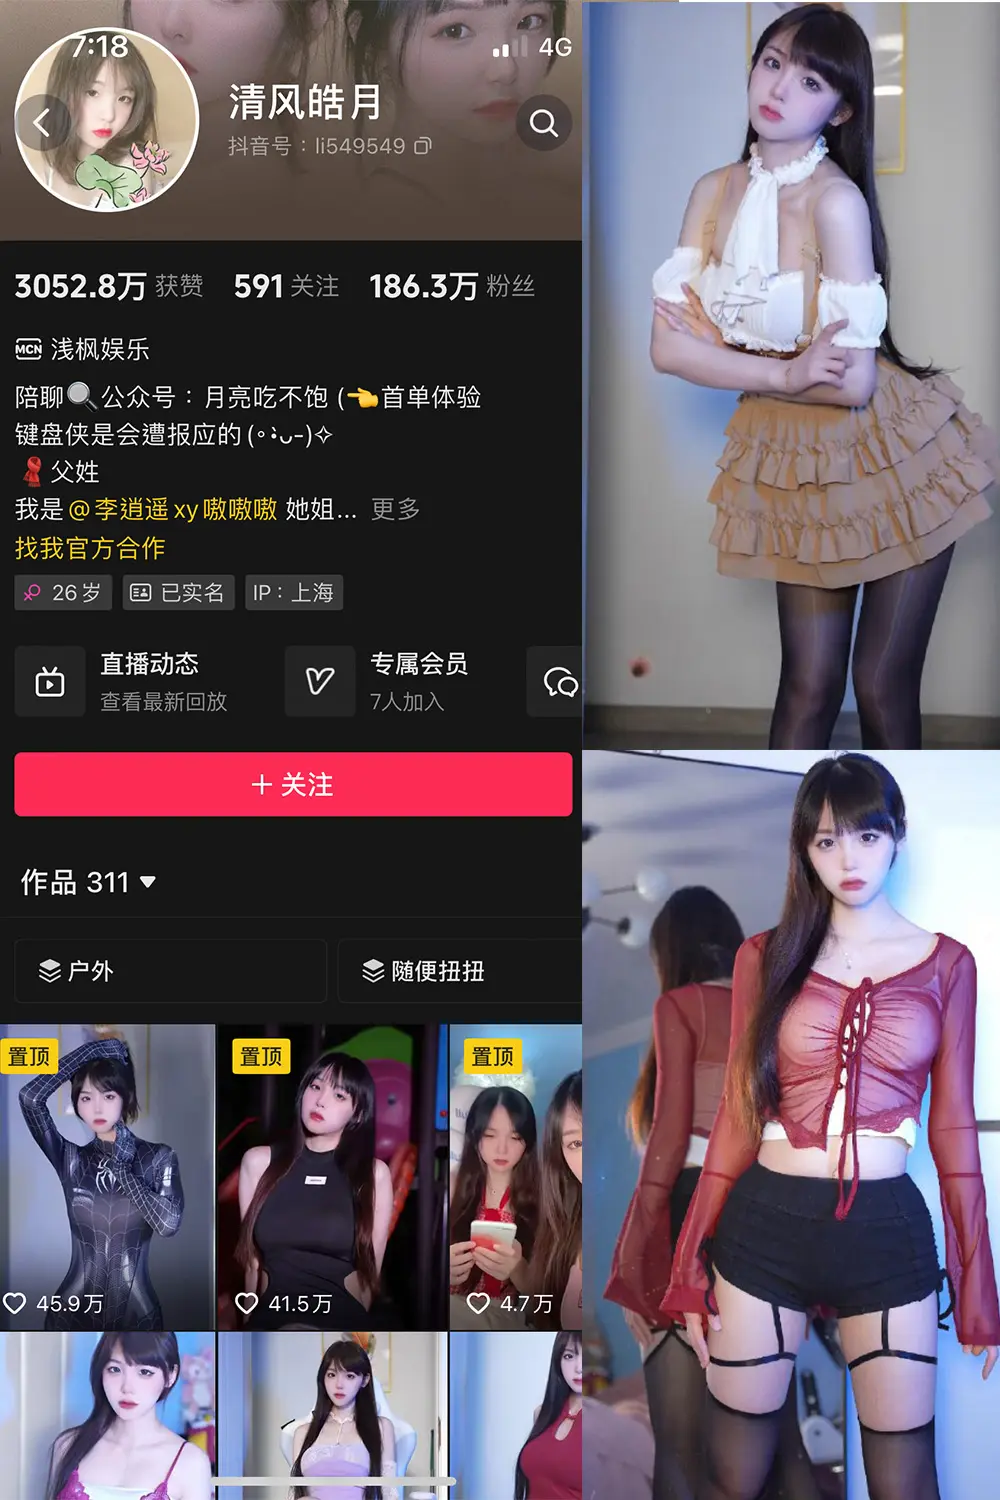 7:18
4G
清风皓月
抖音号：li549549
3052.8万 获赞 591 关注 186.3万 粉丝
MCN 浅枫娱乐
陪聊🔍公众号：月亮吃不饱 (👈首单体验
键盘侠是会遭报应的 (∘•̀ᴗ-)✧
🧣父姓
我是@李逍遥xy嗷嗷嗷 她姐... 更多
找我官方合作
26岁 已实名 IP：上海
直播动态 专属会员
查看最新回放 7人加入
＋ 关注
作品 311
户外 随便扭扭
置顶 置顶 置顶
45.9万 41.5万 4.7万